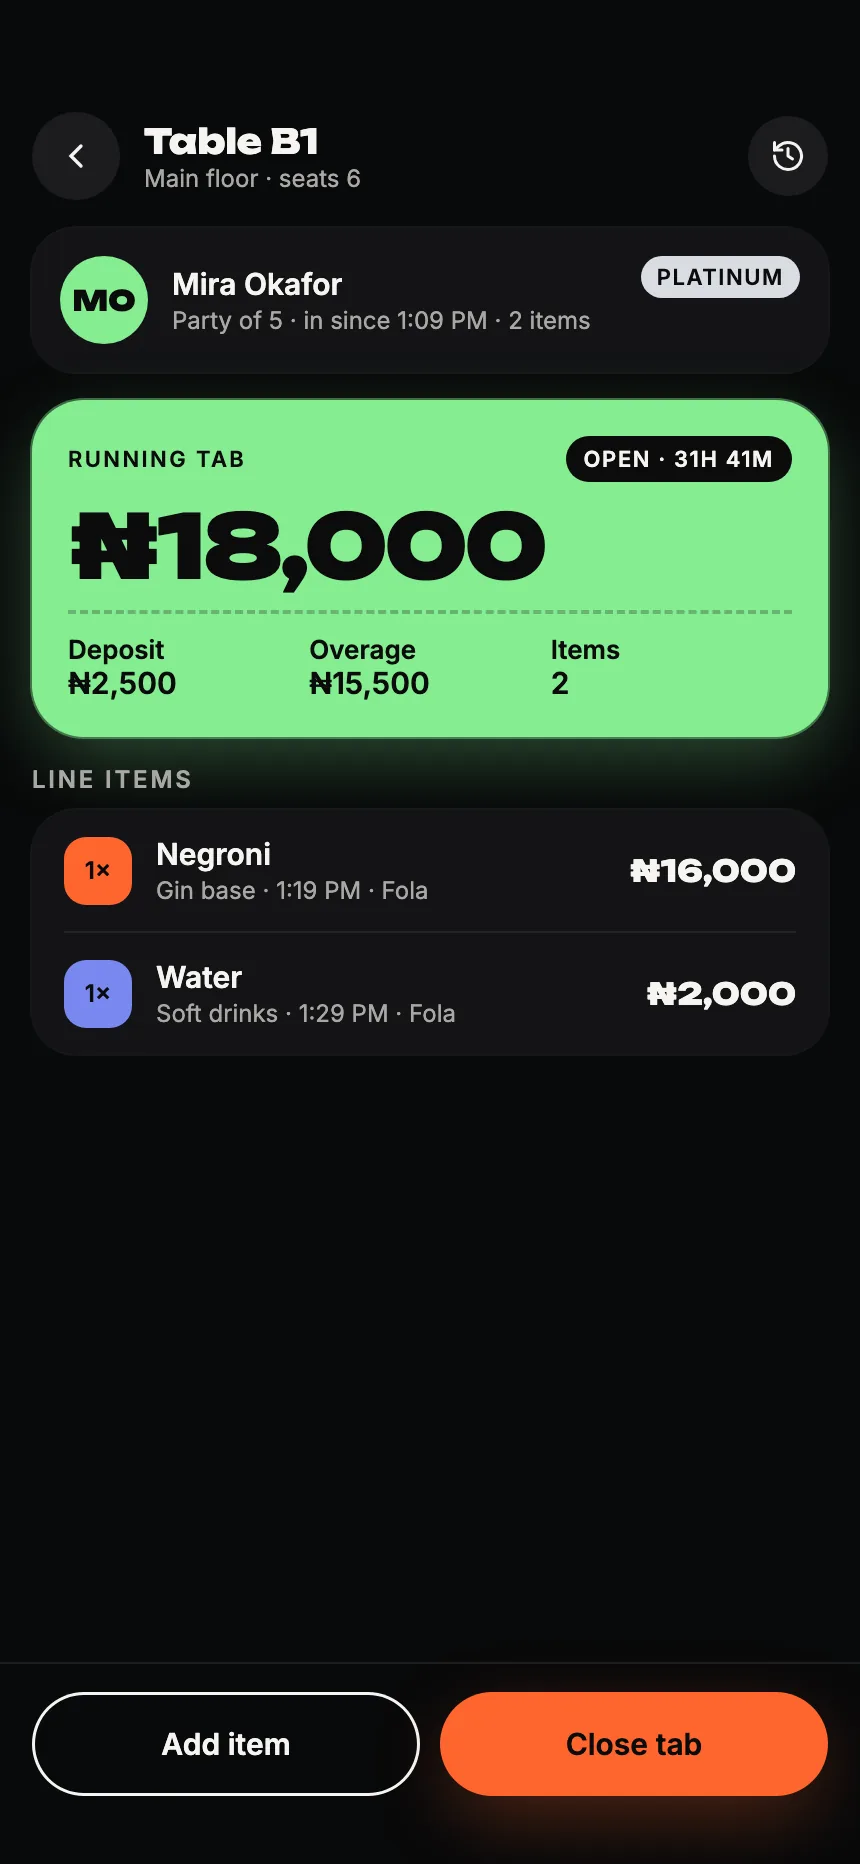 Table B1
Main floor · seats 6
MO
Mira Okafor
PLATINUM
Party of 5 · in since 1:09 PM · 2 items
RUNNING TAB
OPEN · 31H 41M
₦18,000
Deposit
Overage
Items
₦2,500
₦15,500
2
LINE ITEMS
1×
Negroni
Gin base · 1:19 PM · Fola
₦16,000
1×
Water
Soft drinks · 1:29 PM · Fola
₦2,000
Add item
Close tab